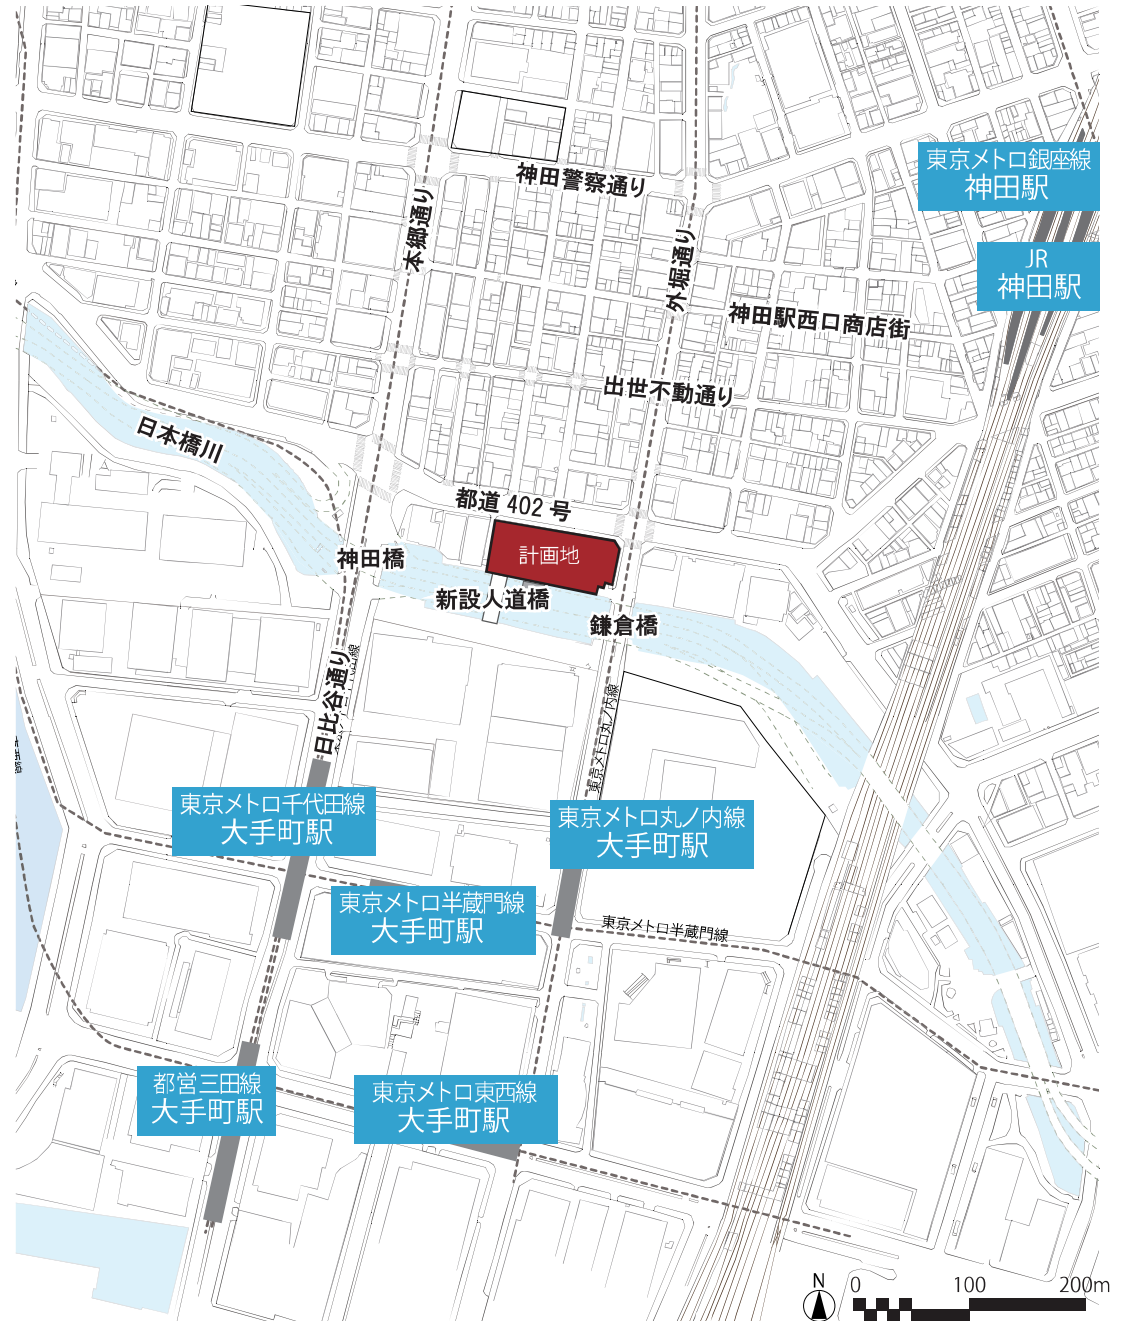 東京メトロ銀座線
神田駅
神田警察通り
本郷通り
外堀通り
JR
神田駅
神田駅西口商店街
出世不動通り
日本橋川
都道 402 号
計画地
神田橋
新設人道橋
鎌倉橋
日比谷通り
東京メトロ丸ノ内線
東京メトロ千代田線
大手町駅
東京メトロ丸ノ内線
大手町駅
東京メトロ半蔵門線
大手町駅
東京メトロ半蔵門線
都営三田線
大手町駅
東京メトロ東西線
大手町駅
N
0 100 200m